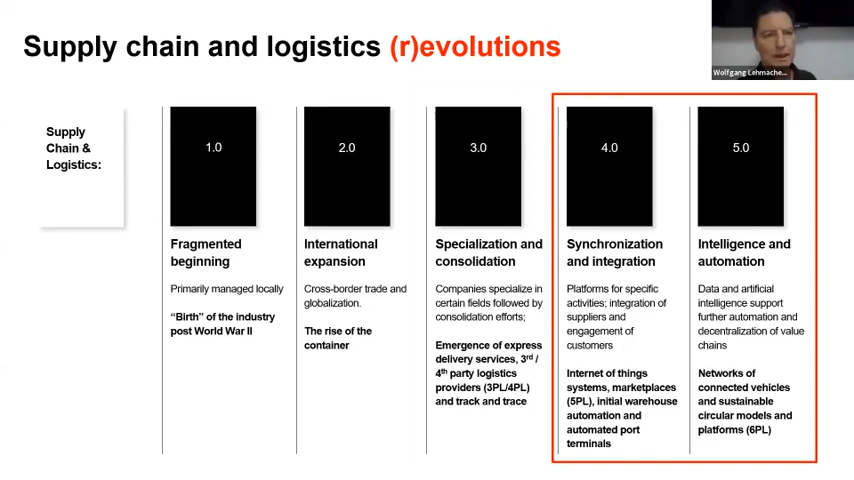 Supply chain and logistics (r)evolutions
Wolfgang Lehmache...
Supply
Chain &
Logistics:
1.0
Fragmented
beginning
Primarily managed locally
“Birth” of the industry
post World War II
2.0
International
expansion
Cross-border trade and
globalization.
The rise of the
container
3.0
Specialization and
consolidation
Companies specialize in
certain fields followed by
consolidation efforts;
Emergence of express
delivery services, 3rd /
4th party logistics
providers (3PL/4PL)
and track and trace
4.0
Synchronization
and integration
Platforms for specific
activities; integration of
suppliers and
engagement of
customers
Internet of things
systems, marketplaces
(5PL), initial warehouse
automation and
automated port
terminals
5.0
Intelligence and
automation
Data and artificial
intelligence support
further automation and
decentralization of value
chains
Networks of
connected vehicles
and sustainable
circular models and
platforms (6PL)